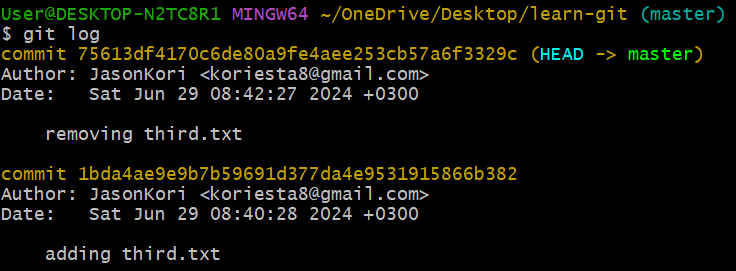 User@DESKTOP-N2TC8R1 MINGW64 ~/OneDrive/Desktop/learn-git (master)
$ git log
commit 75613df4170c6de80a9fe4aee253cb57a6f3329c (HEAD -> master)
Author: JasonKori <koriesta8@gmail.com>
Date:   Sat Jun 29 08:42:27 2024 +0300
    removing third.txt
commit 1bda4ae9e9b7b59691d377da4e9531915866b382
Author: JasonKori <koriesta8@gmail.com>
Date:   Sat Jun 29 08:40:28 2024 +0300
    adding third.txt